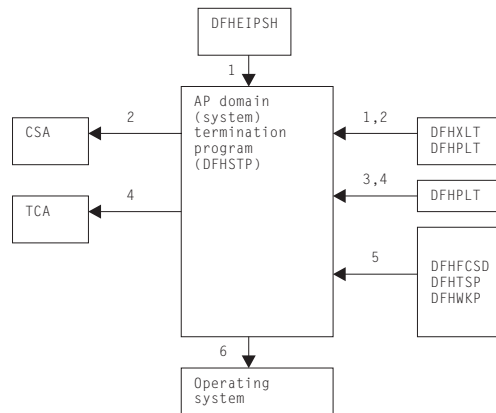 DFHEIPSH
1
AP domain
(system)
termination
program
(DFHSTP)
2
CSA
1,2
DFHXLT
DFHPLT
4
TCA
3,4
DFHPLT
5
DFHFCSD
DFHTSP
DFHWKP
6
Operating
system